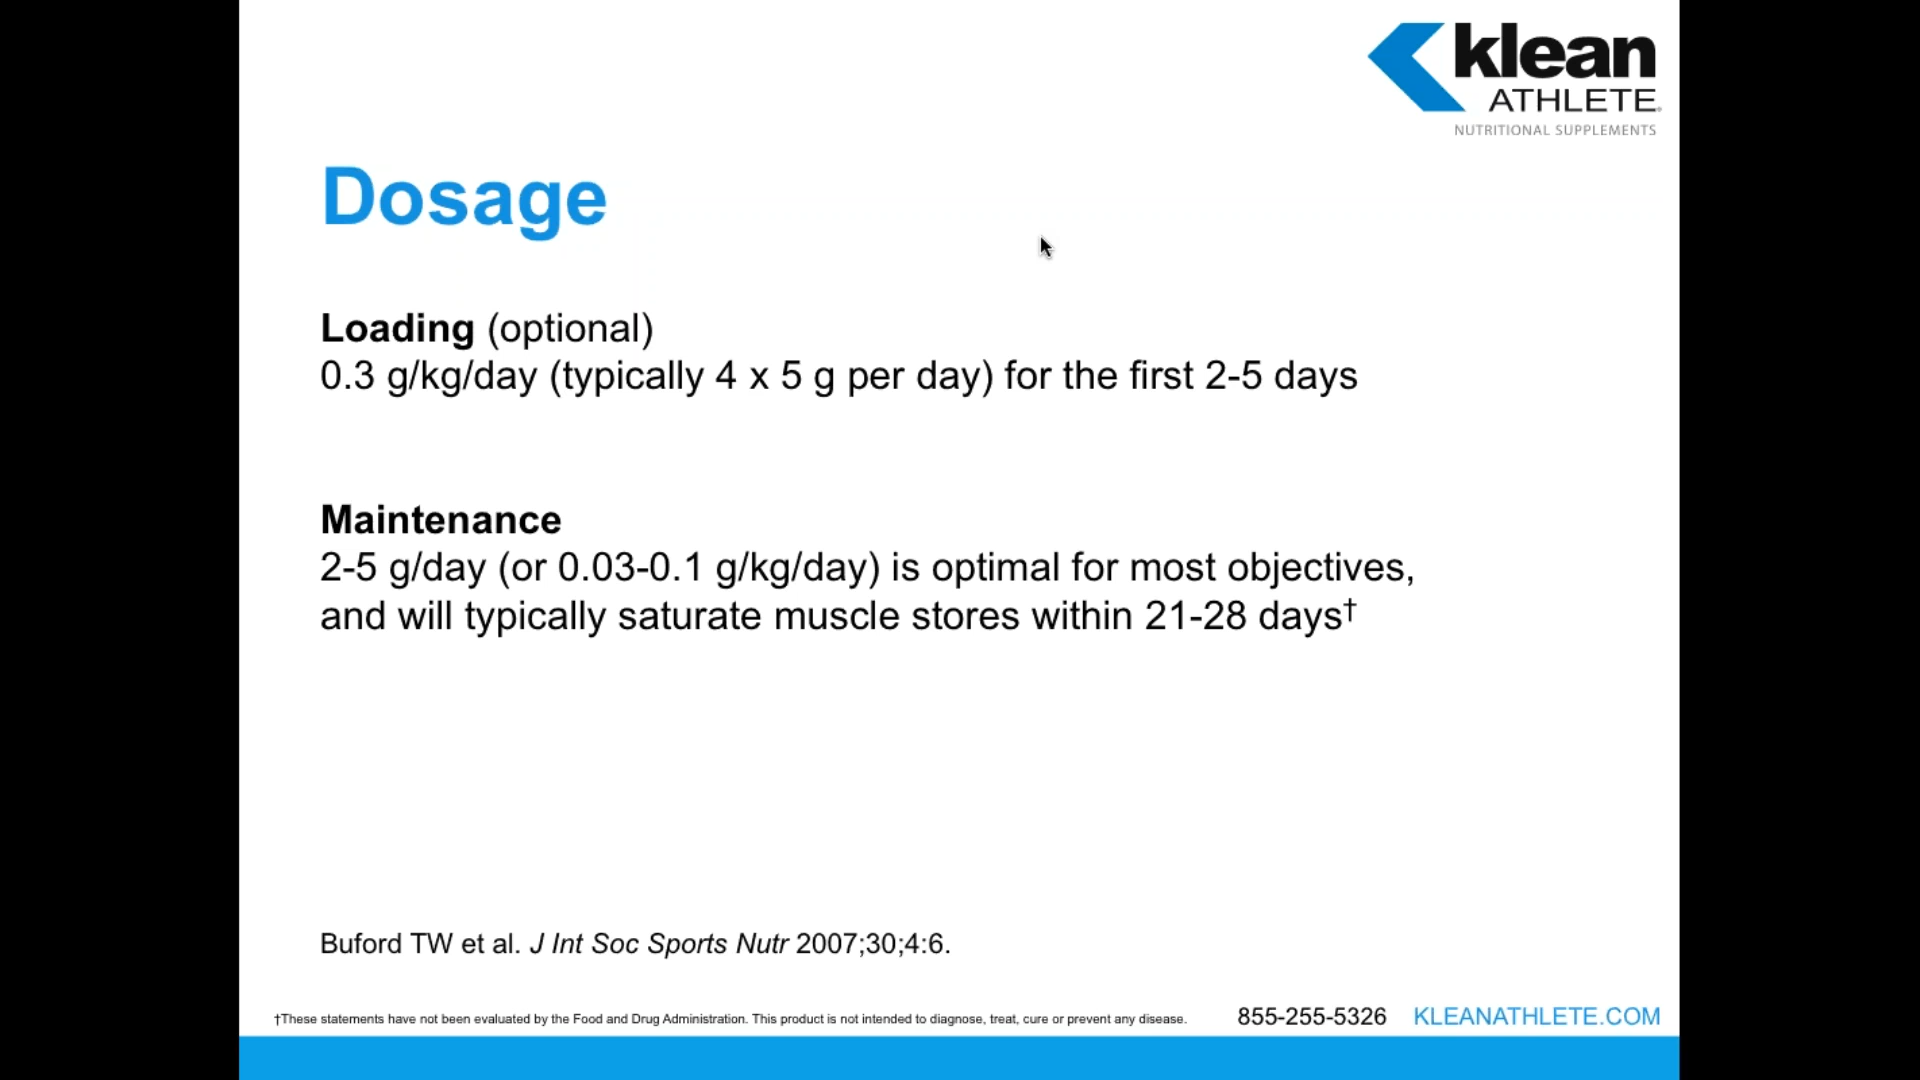 klean
ATHLETE®
NUTRITIONAL SUPPLEMENTS
Dosage
Loading (optional)
0.3 g/kg/day (typically 4 x 5 g per day) for the first 2-5 days
Maintenance
2-5 g/day (or 0.03-0.1 g/kg/day) is optimal for most objectives,
and will typically saturate muscle stores within 21-28 days†
Buford TW et al. J Int Soc Sports Nutr 2007;30;4:6.
†These statements have not been evaluated by the Food and Drug Administration. This product is not intended to diagnose, treat, cure or prevent any disease.
855-255-5326 KLEANATHLETE.COM